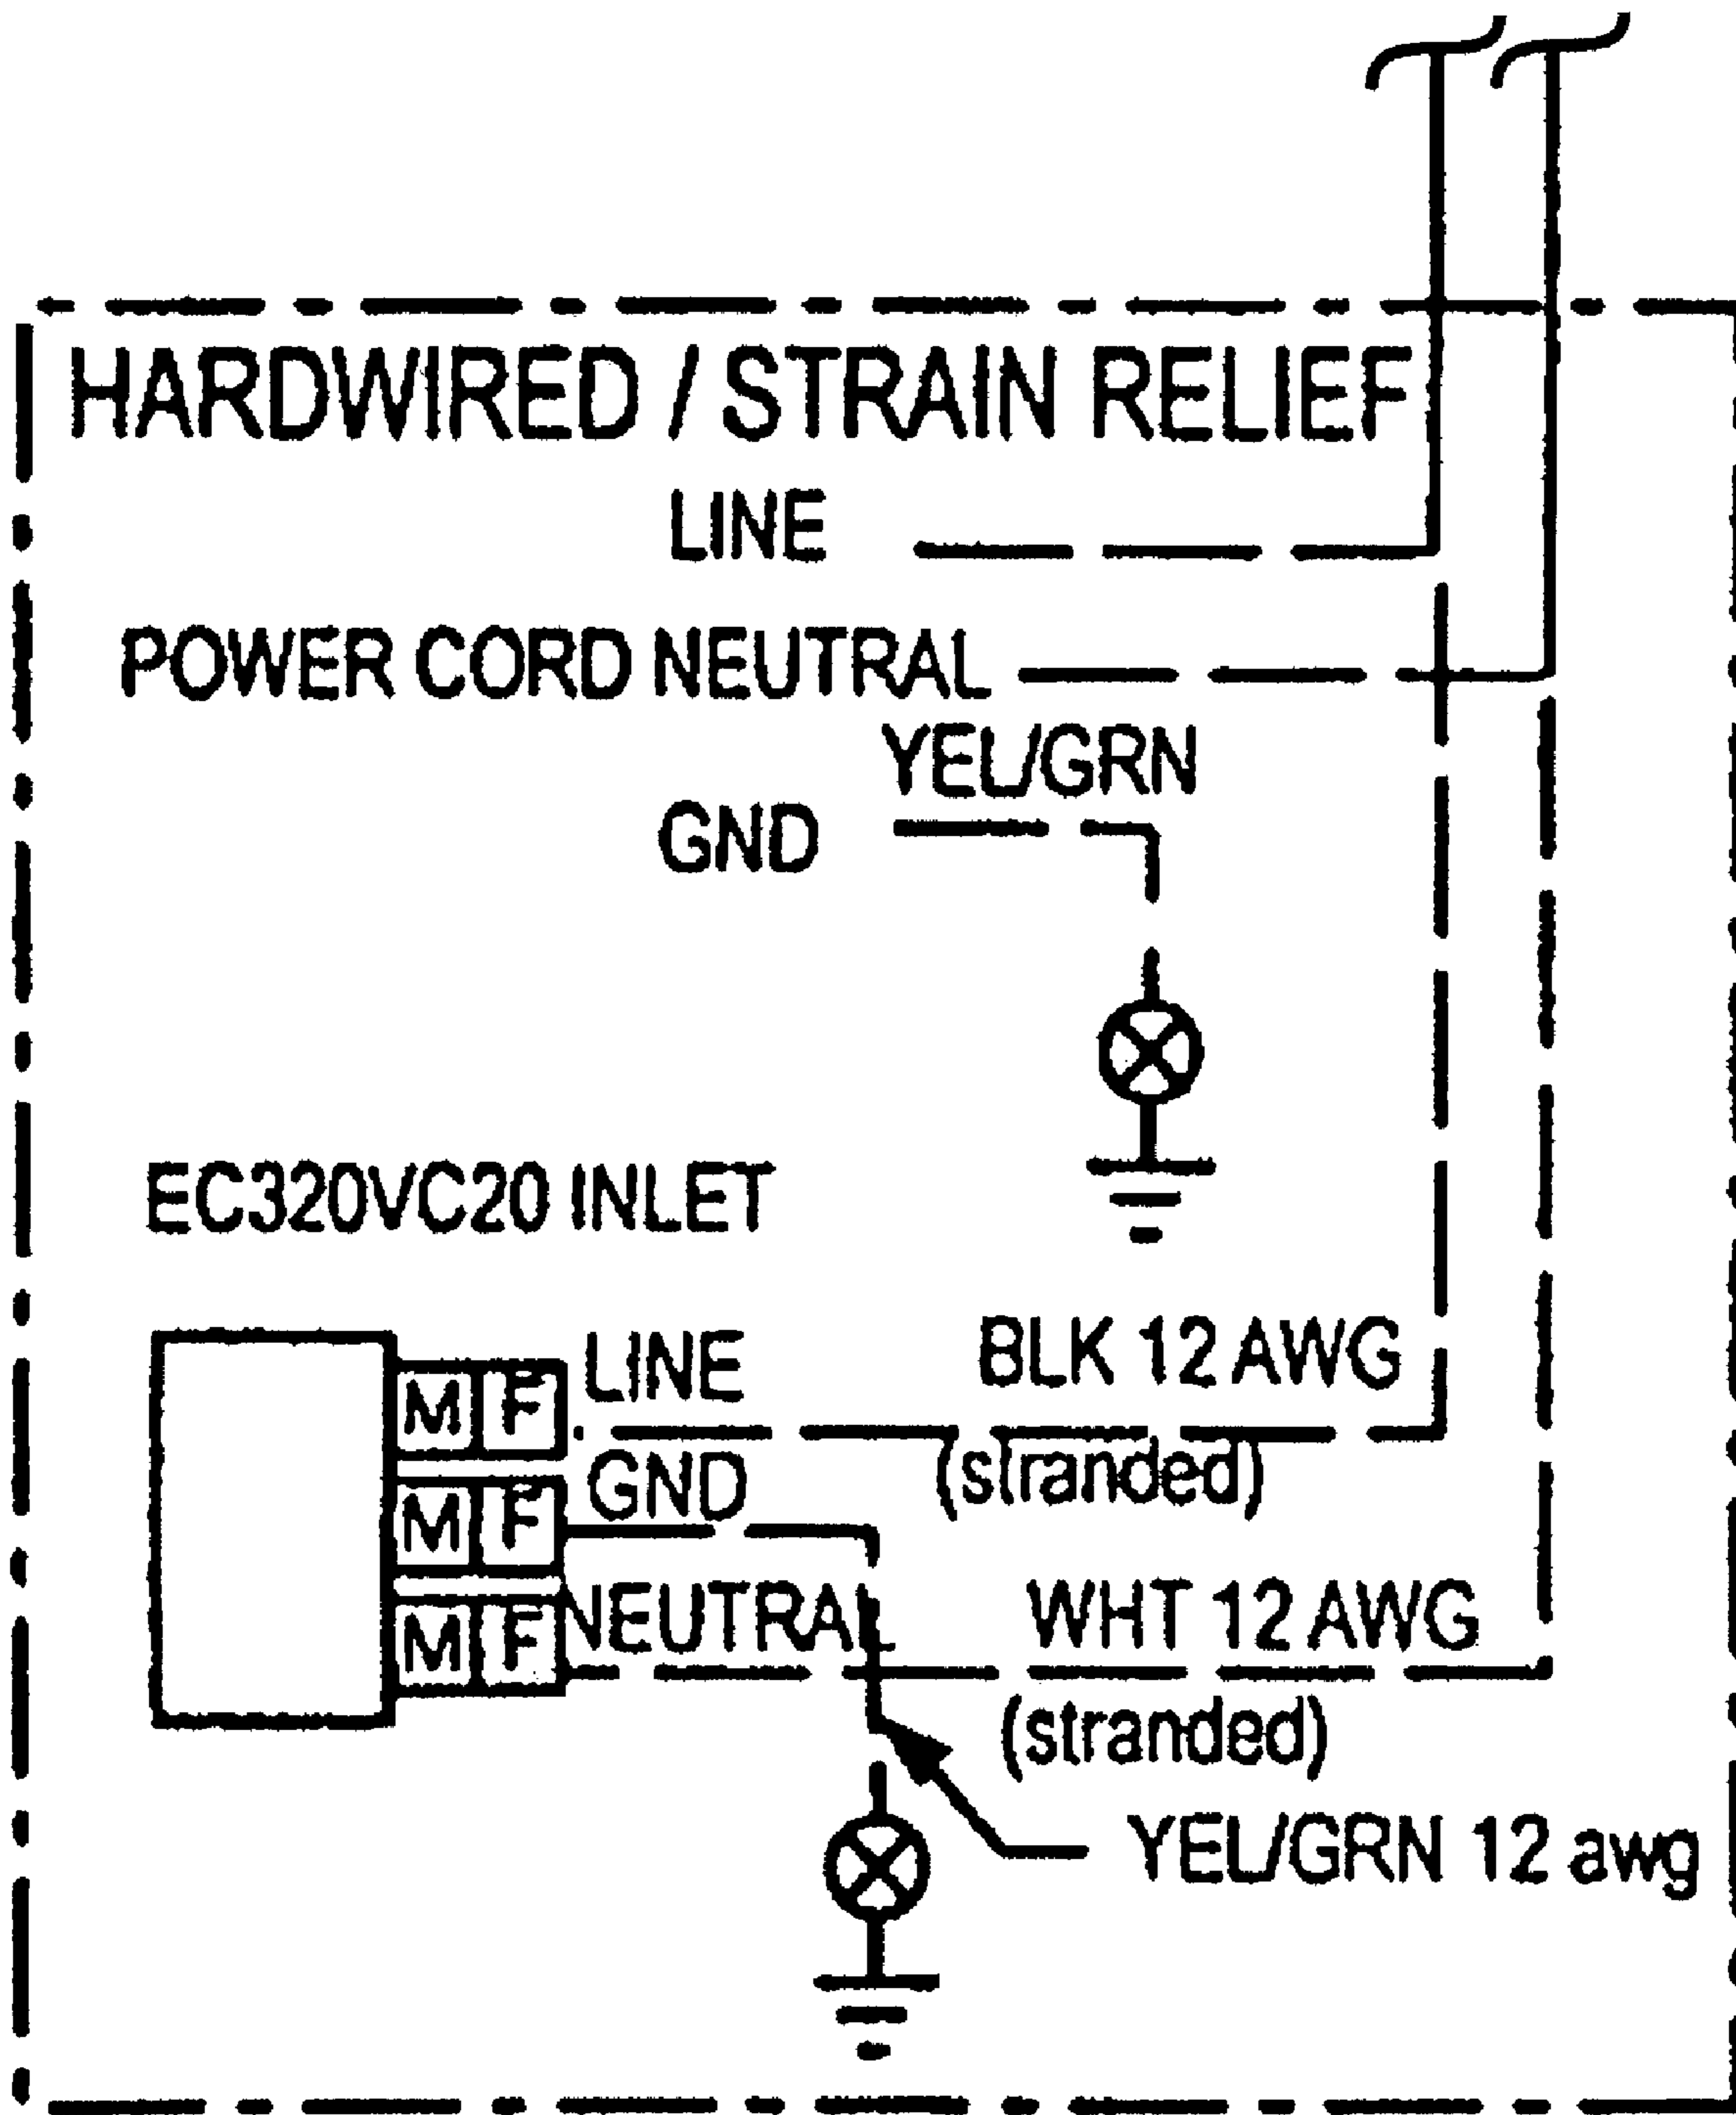 HARDWIRED / STRAIN RELIEF
LINE
POWER CORD NEUTRAL
YEL/GRN
GND
EC320VC20 INLET
LINE
BLK 12 AWG
M F
(stranded)
GND
M F
NEUTRAL
WHT 12 AWG
M F
(stranded)
YEL/GRN 12 awg